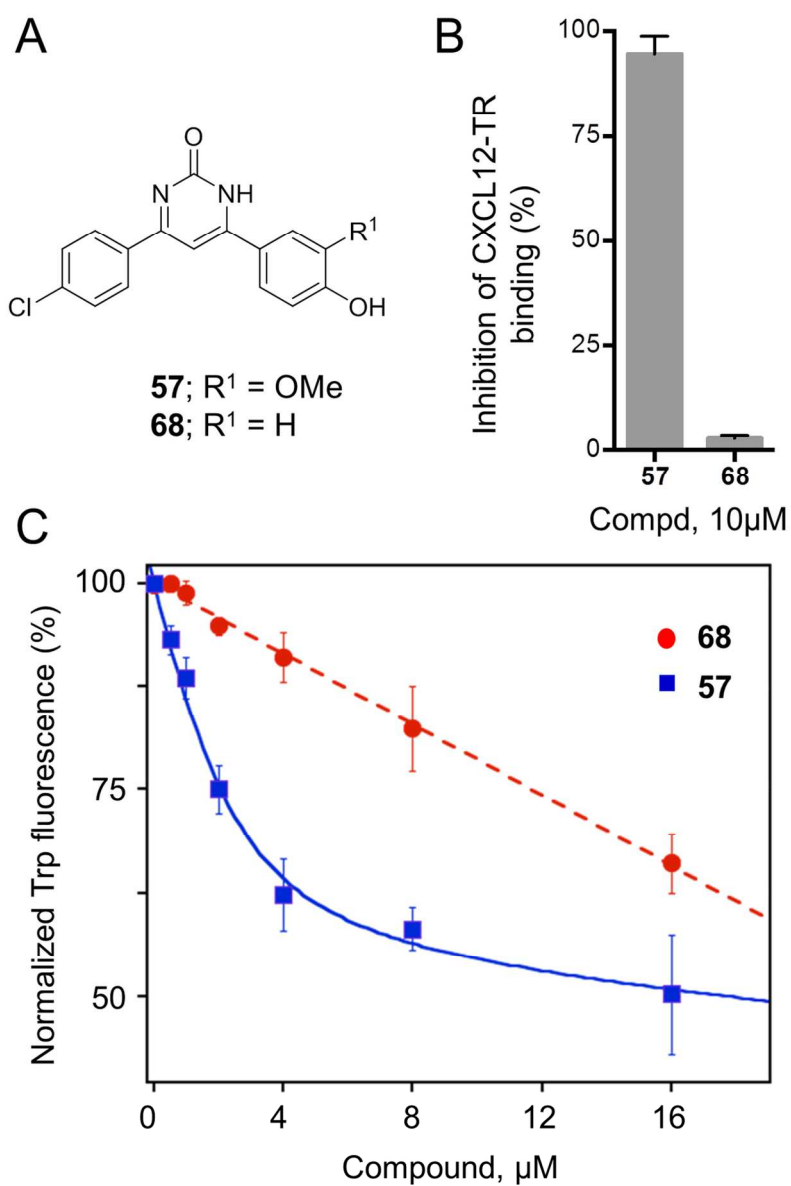 A
O
N
NH
R¹
Cl
OH
57; R¹ = OMe
68; R¹ = H
B
Inhibition of CXCL12-TR
binding (%)
100
75
50
25
0
57
68
Compd, 10µM
C
Normalized Trp fluorescence (%)
100
75
50
68
57
0
4
8
12
16
Compound, µM